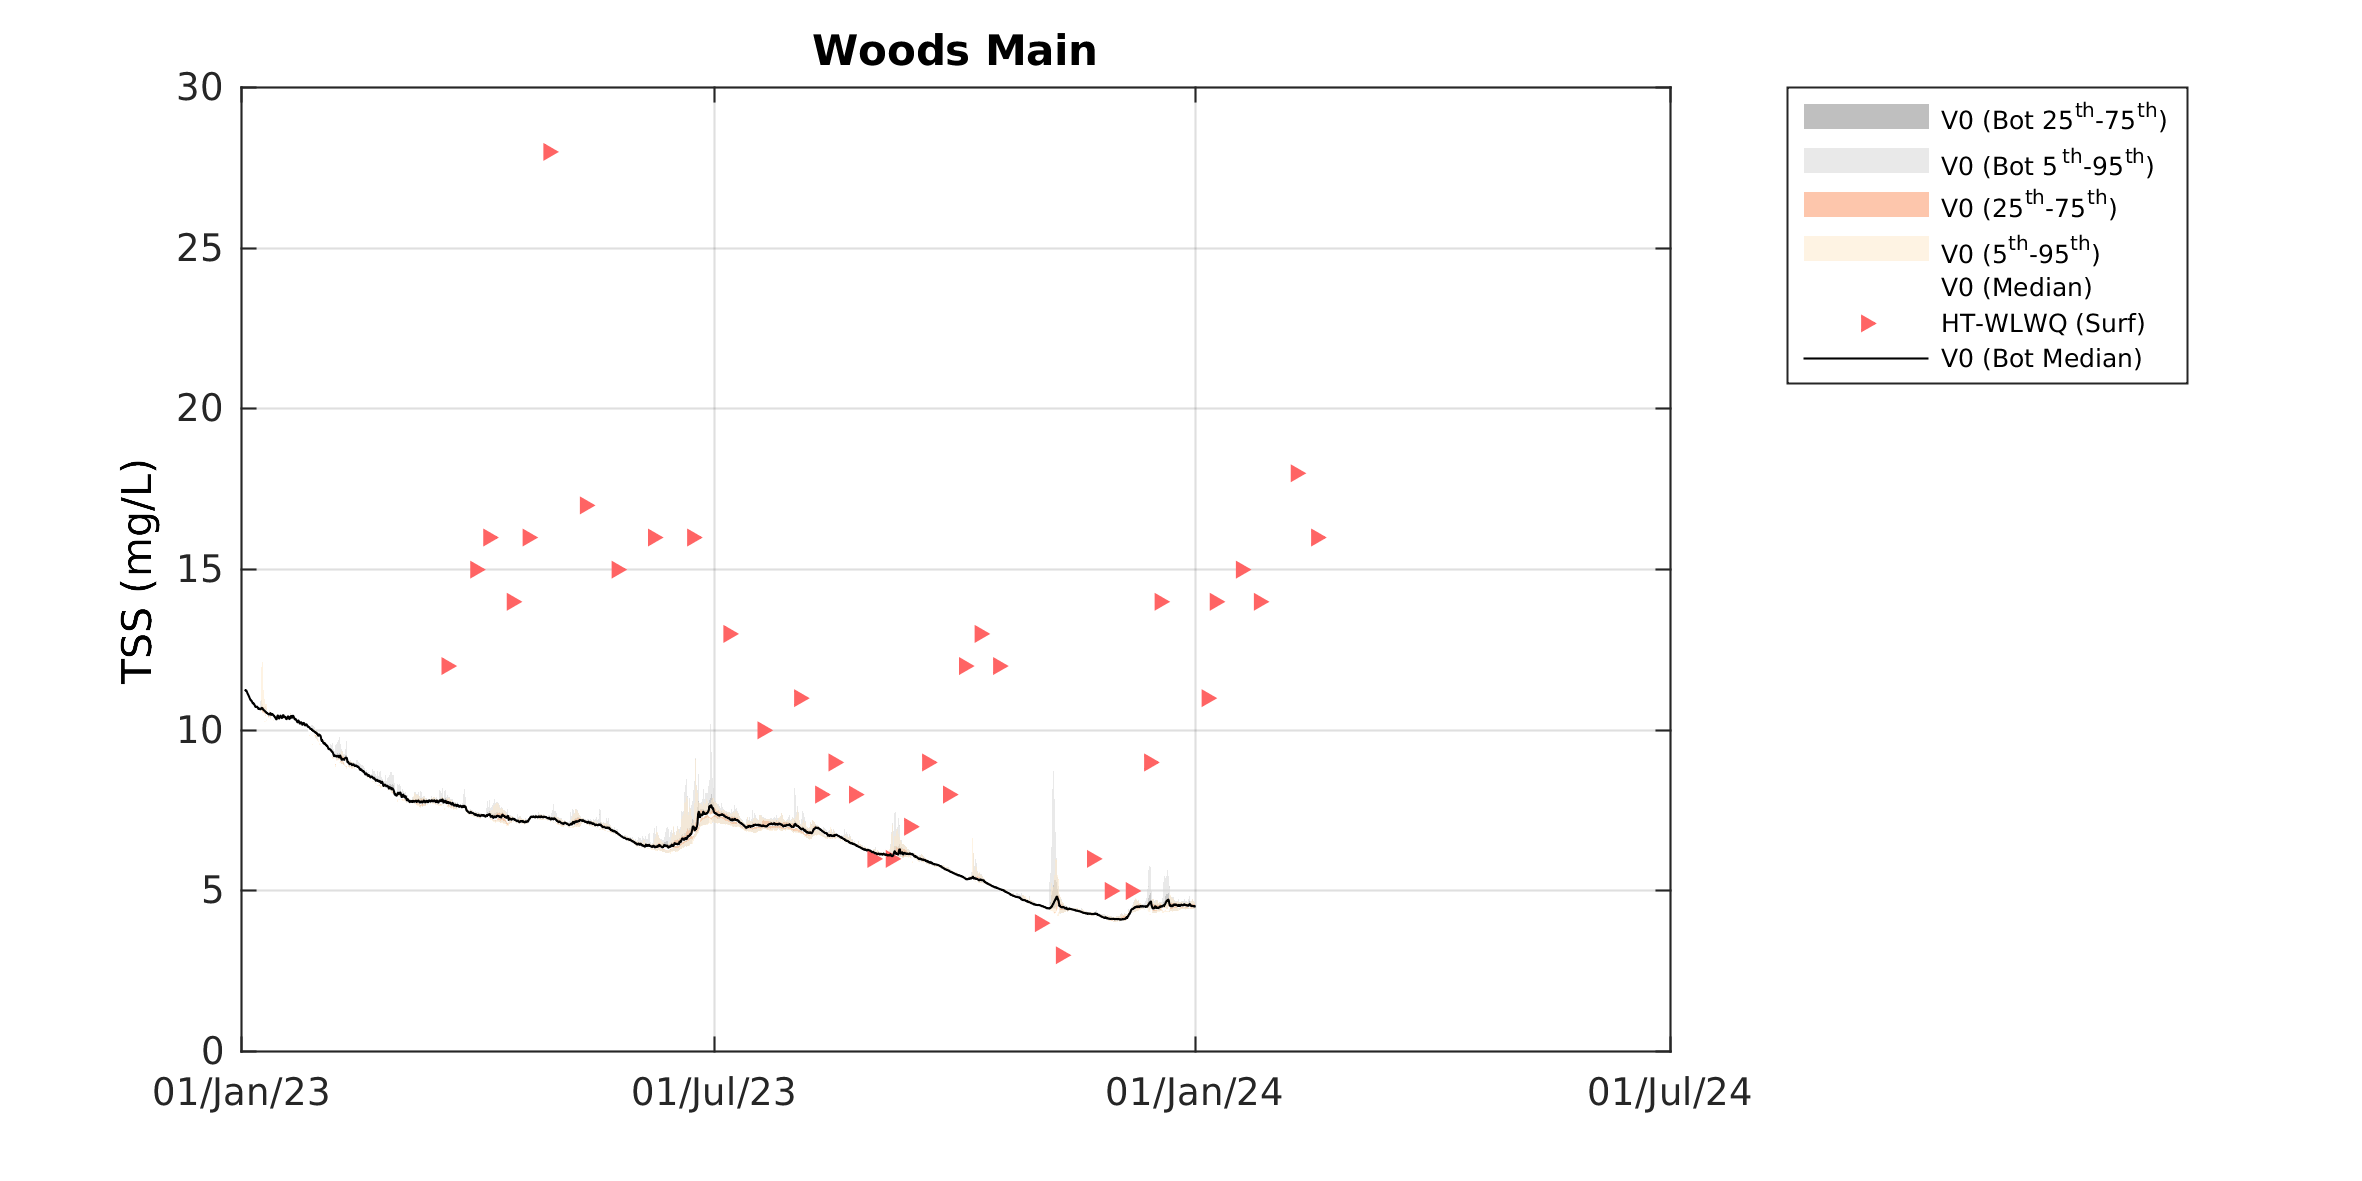 Woods Main
TSS (mg/L)
30
25
20
15
10
5
0
01/Jan/23
01/Jul/23
01/Jan/24
01/Jul/24
V0 (Bot 25th-75th)
V0 (Bot 5th-95th)
V0 (25th-75th)
V0 (5th-95th)
V0 (Median)
HT-WLWQ (Surf)
V0 (Bot Median)